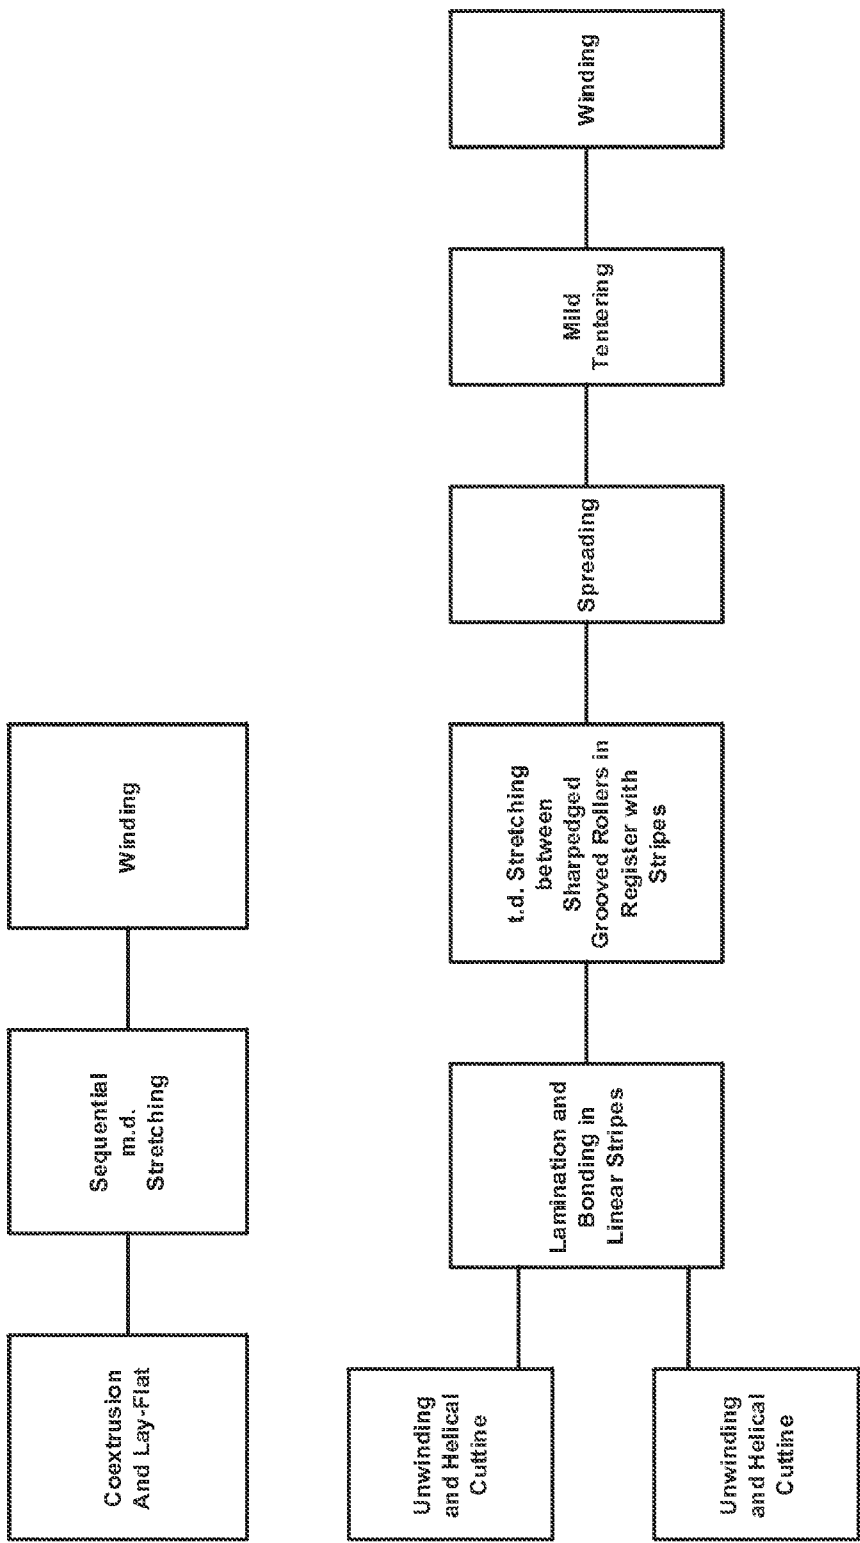 Coextrusion
And Lay-Flat
Sequential
m.d.
Stretching
Winding
Unwinding
and Helical
Cuttine
Unwinding
and Helical
Cuttine
Lamination and
Bonding in
Linear Stripes
t.d. Stretching
between
Sharpedged
Grooved Rollers in
Register with
Stripes
Spreading
Mild
Tentering
Winding